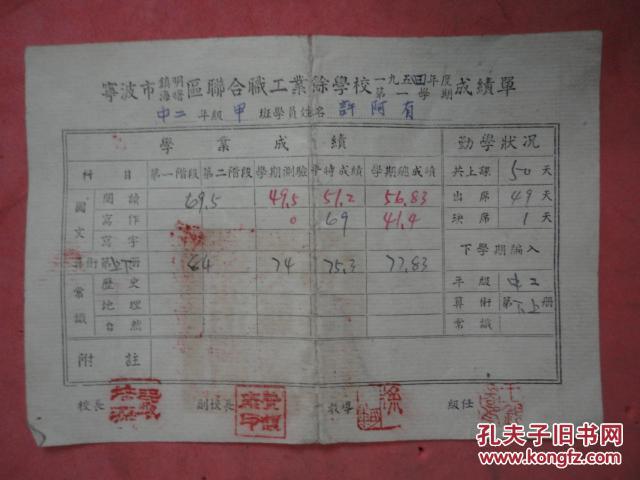 寧波市鎮明海曙區聯合職工業餘學校一九五四年度第一學期成績單
中二 年級 甲 班學員姓名 許阿有
學業成績 勤學狀况
科目 第一階段 第二階段 學期測驗 平時成績 學期總成績 共上課 50 天
國文 閱讀 69.5 49.5 51.2 56.83 出席 49 天
寫作 0 69 41.4 缺席 1 天
寫字 下學期編入
算術第 册 84 74 75.3 77.83
常識 歷史 年級 中二
地理 算術 第 册
自然 常識
附註
校長 副校長 教導 級任
孔夫子旧书网
www.kongfz.com